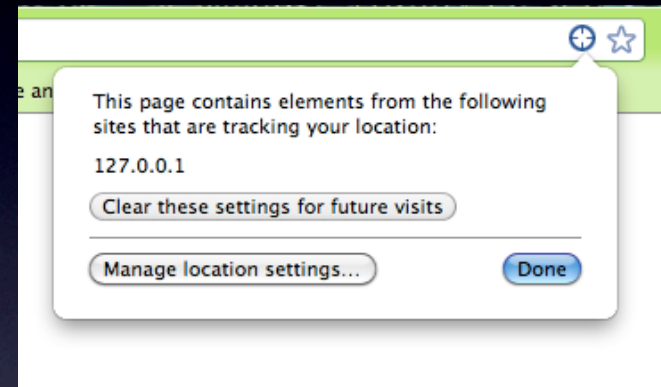 e an
This page contains elements from the following
sites that are tracking your location:
127.0.0.1
Clear these settings for future visits
Manage location settings...
Done